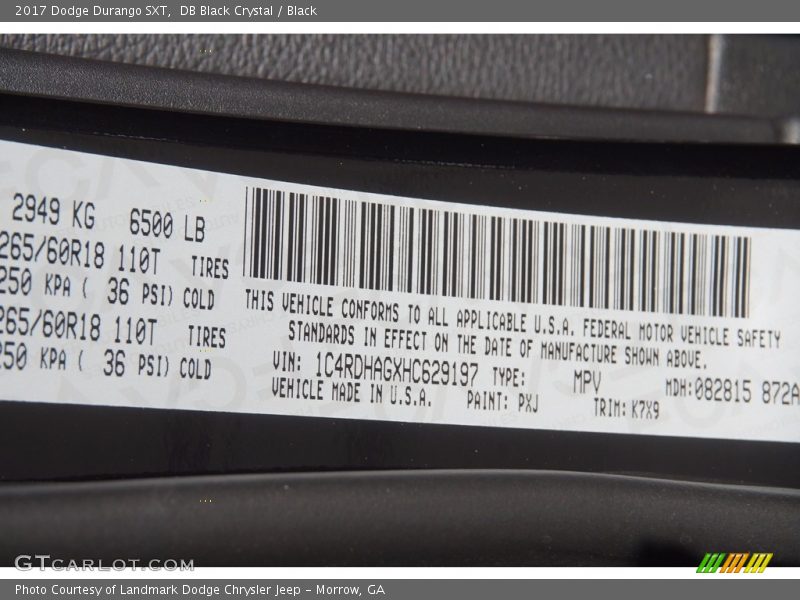 2017 Dodge Durango SXT, DB Black Crystal / Black
2949 KG 6500 LB
265/60R18 110T TIRES
250 KPA ( 36 PSI) COLD
265/60R18 110T TIRES
250 KPA ( 36 PSI) COLD
THIS VEHICLE CONFORMS TO ALL APPLICABLE U.S.A. FEDERAL MOTOR VEHICLE SAFETY
STANDARDS IN EFFECT ON THE DATE OF MANUFACTURE SHOWN ABOVE.
VIN: 1C4RDHAGXHC629197 TYPE: MPV MDH:082815 872A
VEHICLE MADE IN U.S.A. PAINT: PXJ TRIM: K7X9
GTCARLOT.COM
Photo Courtesy of Landmark Dodge Chrysler Jeep – Morrow, GA